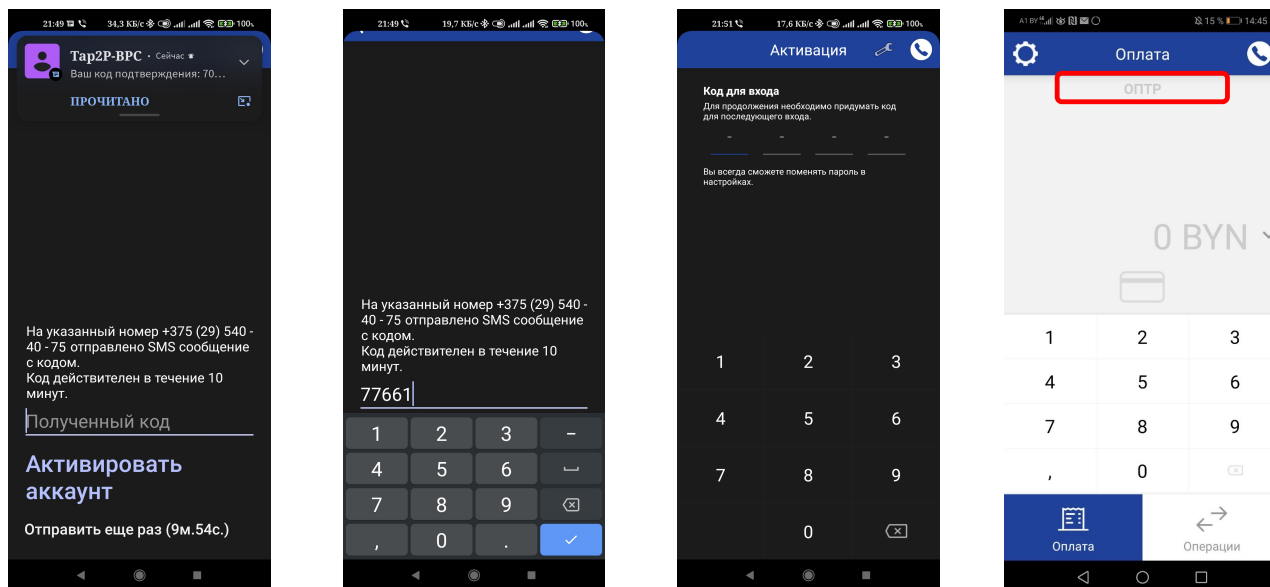 21:49 34,3 КБ/с 100
Tap2P-BPC · Сейчас
Ваш код подтверждения: 70...
ПРОЧИТАНО
На указанный номер +375 (29) 540 -
40 - 75 отправлено SMS сообщение
с кодом.
Код действителен в течение 10
минут.
Полученный код
Активировать
аккаунт
Отправить еще раз (9м.54с.)
21:49 19,7 КБ/с 100
На указанный номер +375 (29) 540 -
40 - 75 отправлено SMS сообщение
с кодом.
Код действителен в течение 10
минут.
77661
1 2 3 –
4 5 6
7 8 9
, 0 .
21:51 17,6 КБ/с 100
Активация
Код для входа
Для продолжения необходимо придумать код
для последующего входа.
- - - -
Вы всегда сможете поменять пароль в
настройках.
1 2 3
4 5 6
7 8 9
0
A1 BY 15 % 14:45
Оплата
ОПТР
0 BYN
1 2 3
4 5 6
7 8 9
, 0
Оплата Операции